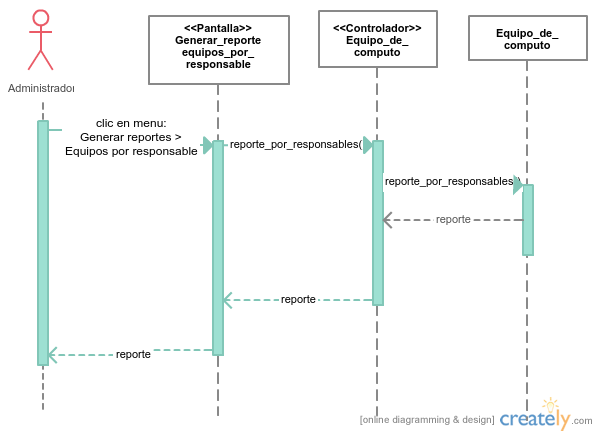 <<Pantalla>>
Generar_reporte
equipos_por_
responsable
<<Controlador>>
Equipo_de_
computo
Equipo_de_
computo
Administrador
clic en menu:
Generar reportes >
Equipos por responsable
reporte_por_responsables(
reporte_por_responsables()
reporte
reporte
reporte
[online diagramming & design]
creately.com